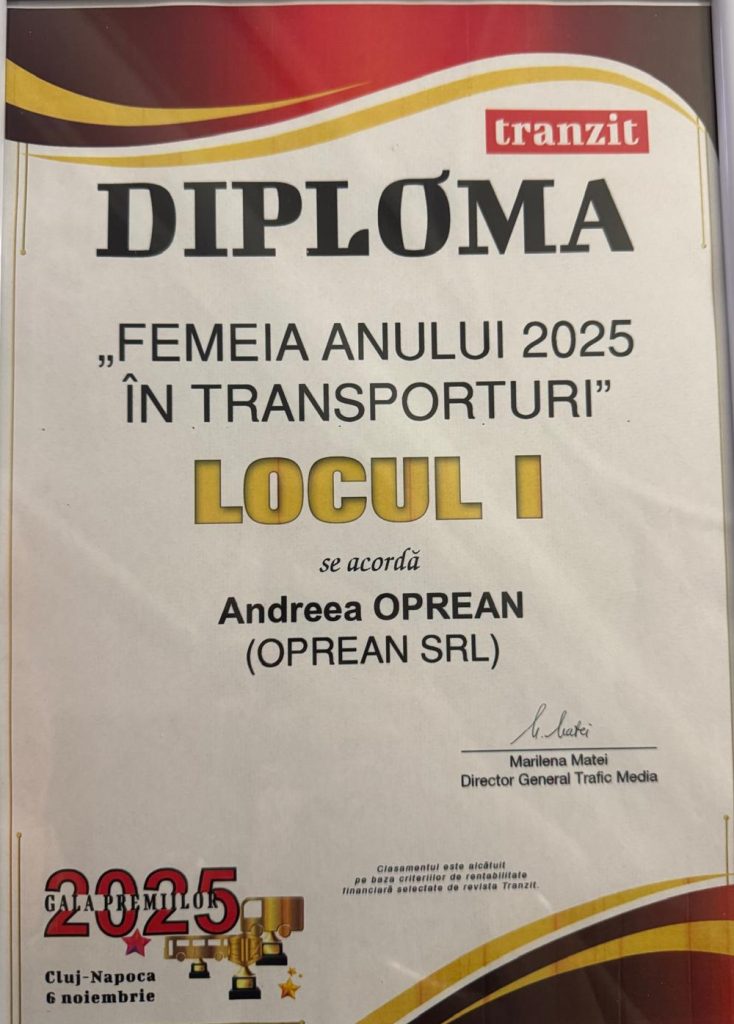 tranzit
DIPLOMA
„FEMEIA ANULUI 2025
ÎN TRANSPORTURI”
LOCUL I
se acordă
Andreea OPREAN
(OPREAN SRL)
M. Matei
Marilena Matei
Director General Trafic Media
Clasamentul este alcătuit
pe baza criteriilor de rentabilitate
financiară selectate de revista Tranzit.
2025
GALA PREMIILOR
Cluj-Napoca
6 noiembrie